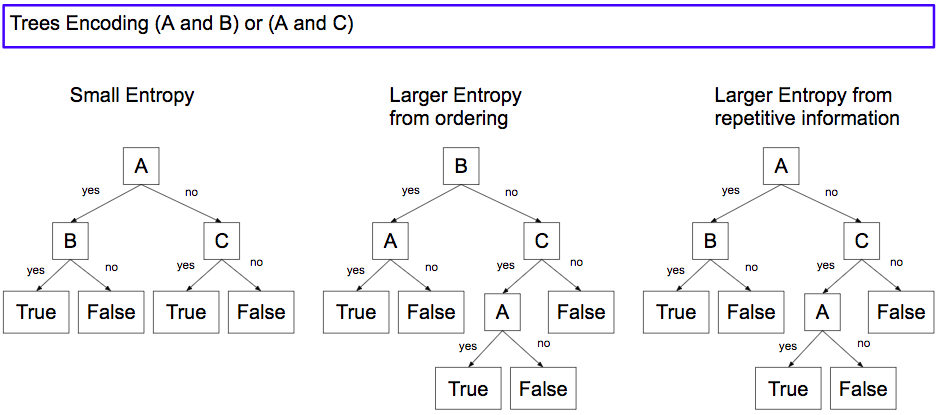 Trees Encoding (A and B) or (A and C)
Small Entropy
Larger Entropy
from ordering
Larger Entropy from
repetitive information
A
yes
no
B
C
yes
no
yes
no
True
False
True
False
B
yes
no
A
C
yes
no
yes
no
True
False
A
False
yes
no
True
False
A
yes
no
B
C
yes
no
yes
no
True
False
A
False
yes
no
True
False